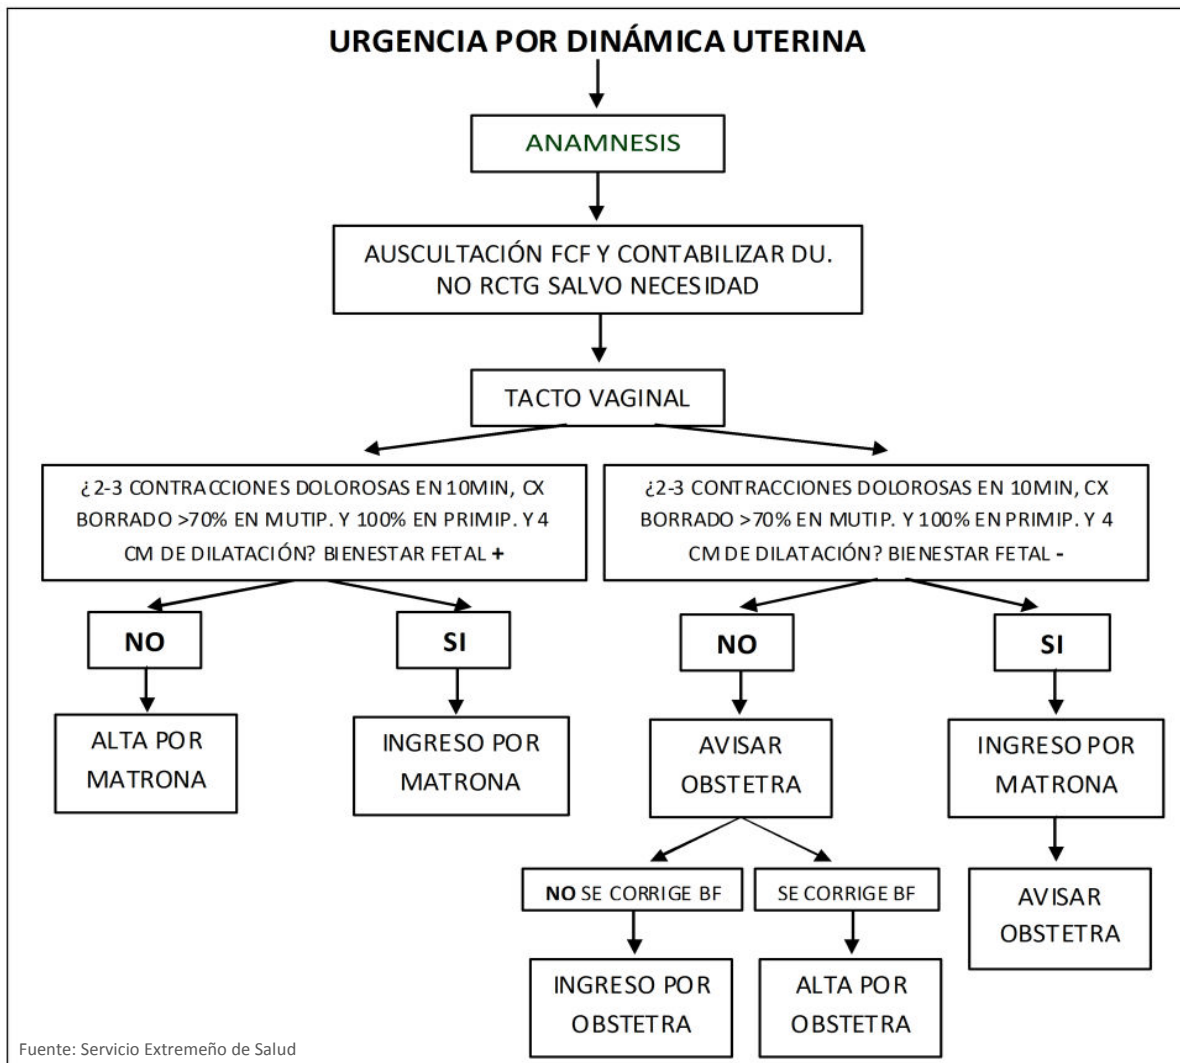 URGENCIA POR DINÁMICA UTERINA
ANAMNESIS
AUSCULTACIÓN FCF Y CONTABILIZAR DU.
NO RCTG SALVO NECESIDAD
TACTO VAGINAL
¿2-3 CONTRACCIONES DOLOROSAS EN 10MIN, CX
BORRADO >70% EN MUTIP. Y 100% EN PRIMIP. Y 4
CM DE DILATACIÓN? BIENESTAR FETAL +
¿2-3 CONTRACCIONES DOLOROSAS EN 10MIN, CX
BORRADO >70% EN MUTIP. Y 100% EN PRIMIP. Y 4
CM DE DILATACIÓN? BIENESTAR FETAL -
NO
SI
NO
SI
ALTA POR
MATRONA
INGRESO POR
MATRONA
AVISAR
OBSTETRA
INGRESO POR
MATRONA
NO SE CORRIGE BF
SE CORRIGE BF
AVISAR
OBSTETRA
INGRESO POR
OBSTETRA
ALTA POR
OBSTETRA
Fuente: Servicio Extremeño de Salud